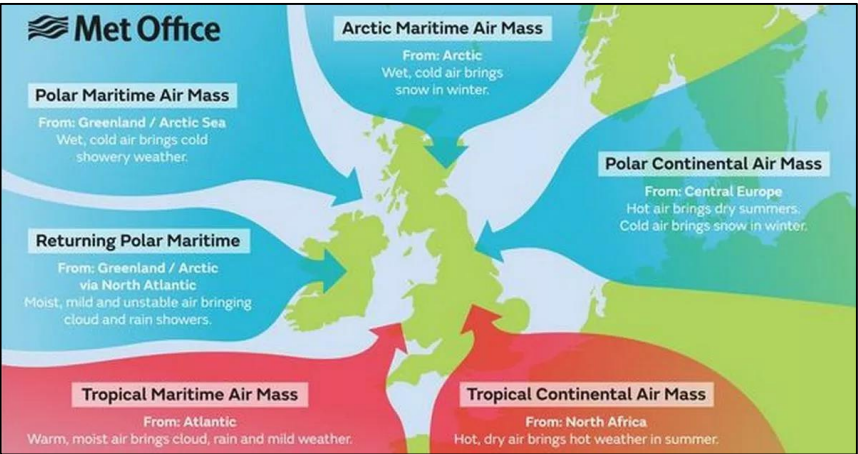 Met Office
Arctic Maritime Air Mass
From: Arctic
Wet, cold air brings
snow in winter.
Polar Maritime Air Mass
From: Greenland / Arctic Sea
Wet, cold air brings cold
showery weather.
Polar Continental Air Mass
From: Central Europe
Hot air brings dry summers.
Cold air brings snow in winter.
Returning Polar Maritime
From: Greenland / Arctic
via North Atlantic
Moist, mild and unstable air bringing
cloud and rain showers.
Tropical Maritime Air Mass
From: Atlantic
Warm, moist air brings cloud, rain and mild weather.
Tropical Continental Air Mass
From: North Africa
Hot, dry air brings hot weather in summer.